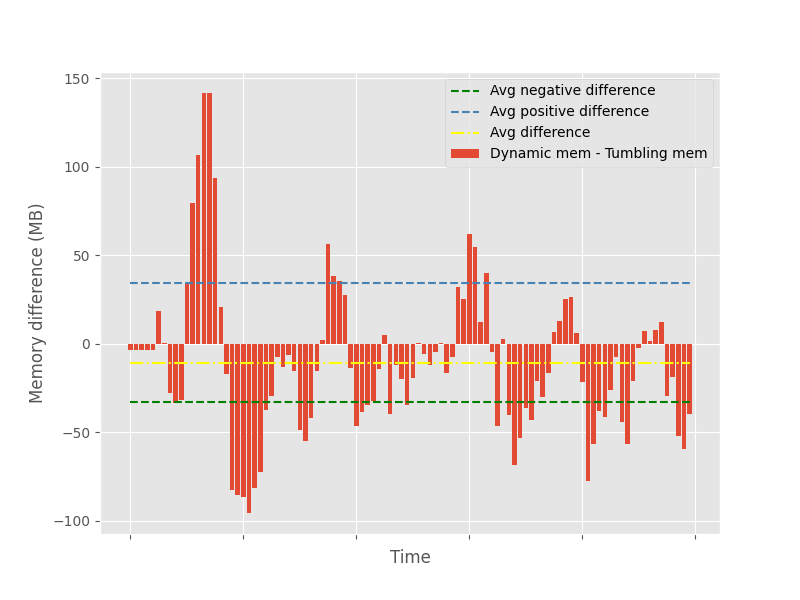 150
100
50
0
−50
−100
Memory difference (MB)
Time
Avg negative difference
Avg positive difference
Avg difference
Dynamic mem - Tumbling mem